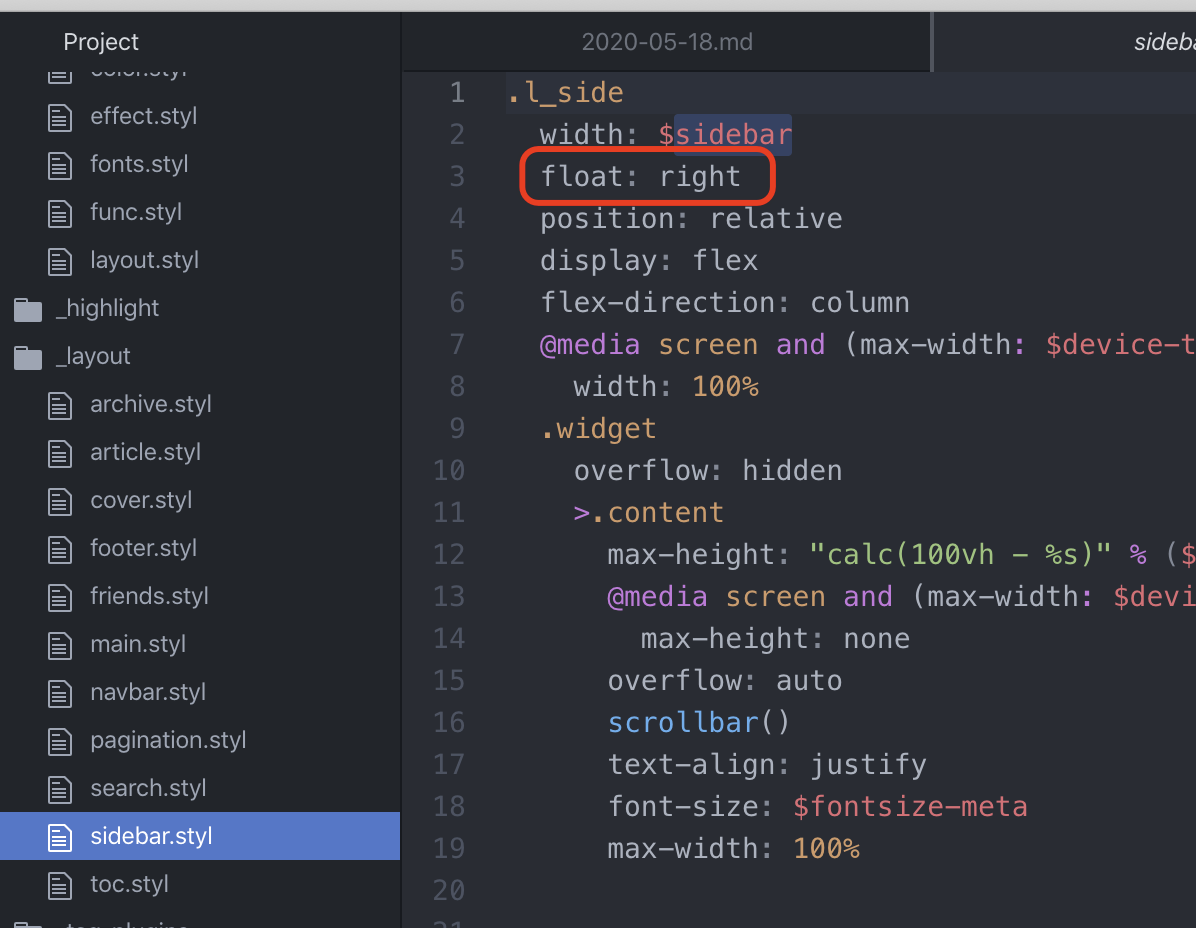 Project
color.styl
effect.styl
fonts.styl
func.styl
layout.styl
_highlight
_layout
archive.styl
article.styl
cover.styl
footer.styl
friends.styl
main.styl
navbar.styl
pagination.styl
search.styl
sidebar.styl
toc.styl
2020-05-18.md
sideba
1 .l_side
2 width: $sidebar
3 float: right
4 position: relative
5 display: flex
6 flex-direction: column
7 @media screen and (max-width: $device-t
8 width: 100%
9 .widget
10 overflow: hidden
11 >.content
12 max-height: "calc(100vh - %s)" % ($
13 @media screen and (max-width: $devi
14 max-height: none
15 overflow: auto
16 scrollbar()
17 text-align: justify
18 font-size: $fontsize-meta
19 max-width: 100%
20
21